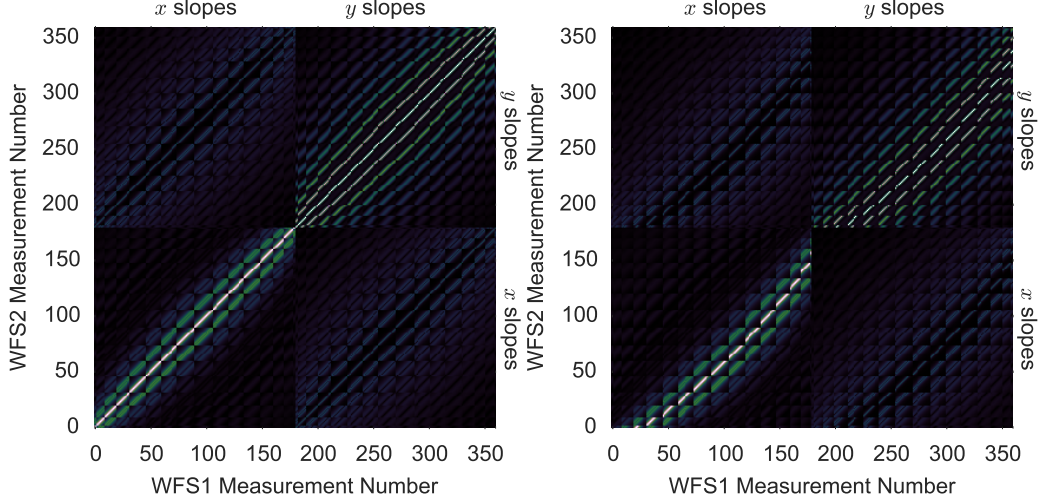 x slopes y slopes
x slopes y slopes
WFS2 Measurement Number
350
300
250
200
150
100
50
0
y slopes
x slopes
0 50 100 150 200 250 300 350
WFS1 Measurement Number
WFS2 Measurement Number
350
300
250
200
150
100
50
0
y slopes
x slopes
0 50 100 150 200 250 300 350
WFS1 Measurement Number